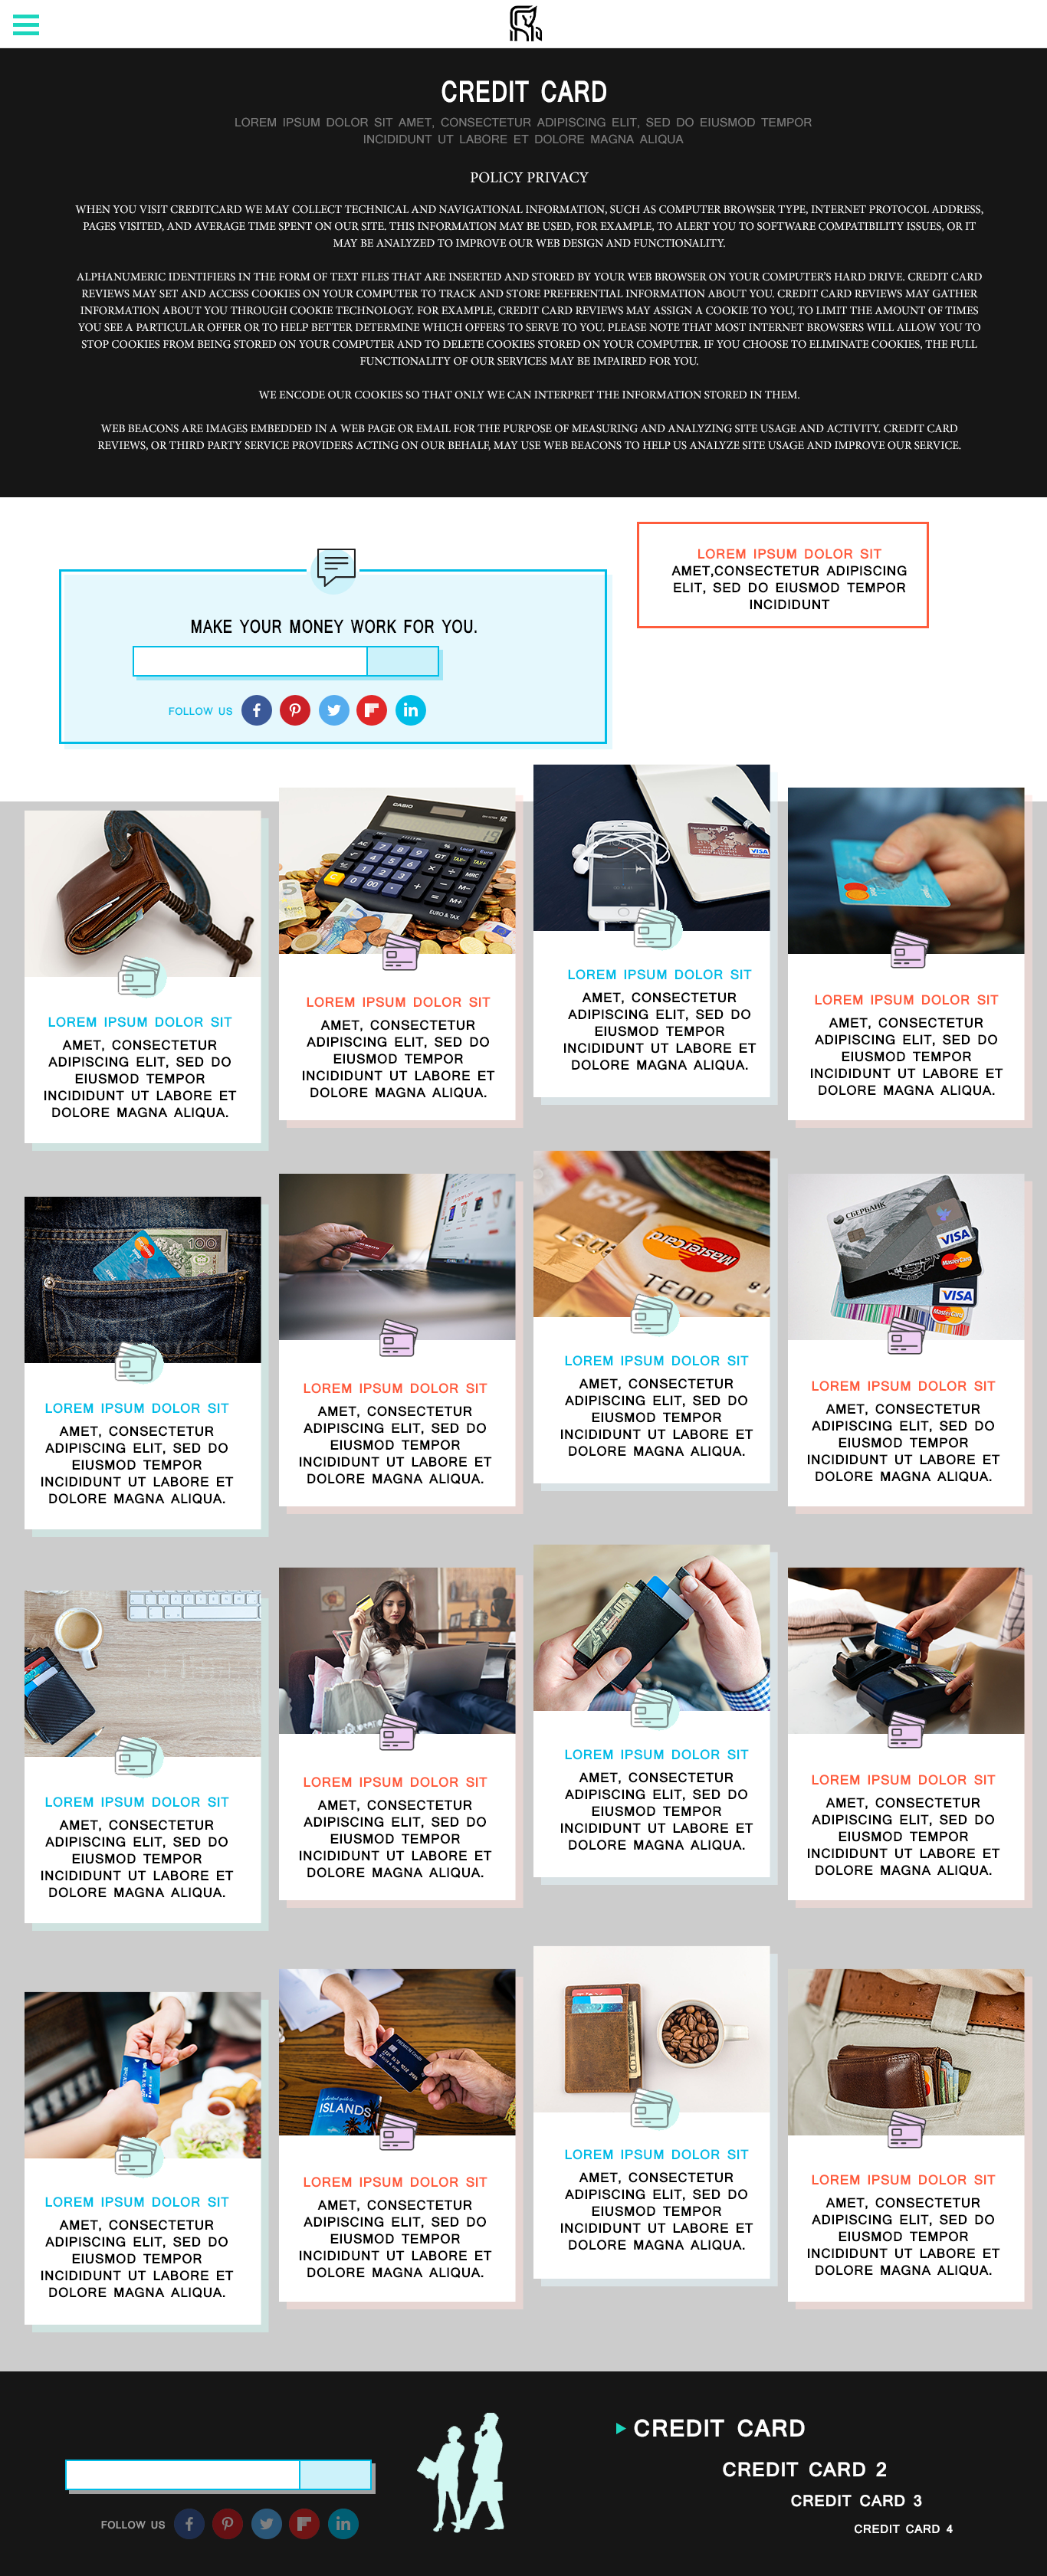 CREDIT CARD
LOREM IPSUM DOLOR SIT AMET, CONSECTETUR ADIPISCING ELIT, SED DO EIUSMOD TEMPOR
INCIDIDUNT UT LABORE ET DOLORE MAGNA ALIQUA
POLICY PRIVACY
WHEN YOU VISIT CREDITCARD WE MAY COLLECT TECHNICAL AND NAVIGATIONAL INFORMATION, SUCH AS COMPUTER BROWSER TYPE, INTERNET PROTOCOL ADDRESS,
PAGES VISITED, AND AVERAGE TIME SPENT ON OUR SITE. THIS INFORMATION MAY BE USED, FOR EXAMPLE, TO ALERT YOU TO SOFTWARE COMPATIBILITY ISSUES, OR IT
MAY BE ANALYZED TO IMPROVE OUR WEB DESIGN AND FUNCTIONALITY.
ALPHANUMERIC IDENTIFIERS IN THE FORM OF TEXT FILES THAT ARE INSERTED AND STORED BY YOUR WEB BROWSER ON YOUR COMPUTER'S HARD DRIVE. CREDIT CARD
REVIEWS MAY SET AND ACCESS COOKIES ON YOUR COMPUTER TO TRACK AND STORE PREFERENTIAL INFORMATION ABOUT YOU. CREDIT CARD REVIEWS MAY GATHER
INFORMATION ABOUT YOU THROUGH COOKIE TECHNOLOGY. FOR EXAMPLE, CREDIT CARD REVIEWS MAY ASSIGN A COOKIE TO YOU, TO LIMIT THE AMOUNT OF TIMES
YOU SEE A PARTICULAR OFFER OR TO HELP BETTER DETERMINE WHICH OFFERS TO SERVE TO YOU. PLEASE NOTE THAT MOST INTERNET BROWSERS WILL ALLOW YOU TO
STOP COOKIES FROM BEING STORED ON YOUR COMPUTER AND TO DELETE COOKIES STORED ON YOUR COMPUTER. IF YOU CHOOSE TO ELIMINATE COOKIES, THE FULL
FUNCTIONALITY OF OUR SERVICES MAY BE IMPAIRED FOR YOU.
WE ENCODE OUR COOKIES SO THAT ONLY WE CAN INTERPRET THE INFORMATION STORED IN THEM.
WEB BEACONS ARE IMAGES EMBEDDED IN A WEB PAGE OR EMAIL FOR THE PURPOSE OF MEASURING AND ANALYZING SITE USAGE AND ACTIVITY. CREDIT CARD
REVIEWS, OR THIRD PARTY SERVICE PROVIDERS ACTING ON OUR BEHALF, MAY USE WEB BEACONS TO HELP US ANALYZE SITE USAGE AND IMPROVE OUR SERVICE.
LOREM IPSUM DOLOR SIT
AMET,CONSECTETUR ADIPISCING
ELIT, SED DO EIUSMOD TEMPOR
INCIDIDUNT
MAKE YOUR MONEY WORK FOR YOU.
FOLLOW US
LOREM IPSUM DOLOR SIT
AMET, CONSECTETUR
ADIPISCING ELIT, SED DO
EIUSMOD TEMPOR
INCIDIDUNT UT LABORE ET
DOLORE MAGNA ALIQUA.
CASIO
EURO & TAX
LOREM IPSUM DOLOR SIT
AMET, CONSECTETUR
ADIPISCING ELIT, SED DO
EIUSMOD TEMPOR
INCIDIDUNT UT LABORE ET
DOLORE MAGNA ALIQUA.
VISA
LOREM IPSUM DOLOR SIT
AMET, CONSECTETUR
ADIPISCING ELIT, SED DO
EIUSMOD TEMPOR
INCIDIDUNT UT LABORE ET
DOLORE MAGNA ALIQUA.
LOREM IPSUM DOLOR SIT
AMET, CONSECTETUR
ADIPISCING ELIT, SED DO
EIUSMOD TEMPOR
INCIDIDUNT UT LABORE ET
DOLORE MAGNA ALIQUA.
100
LOREM IPSUM DOLOR SIT
AMET, CONSECTETUR
ADIPISCING ELIT, SED DO
EIUSMOD TEMPOR
INCIDIDUNT UT LABORE ET
DOLORE MAGNA ALIQUA.
LOREM IPSUM DOLOR SIT
AMET, CONSECTETUR
ADIPISCING ELIT, SED DO
EIUSMOD TEMPOR
INCIDIDUNT UT LABORE ET
DOLORE MAGNA ALIQUA.
VISA
MasterCard
LOREM IPSUM DOLOR SIT
AMET, CONSECTETUR
ADIPISCING ELIT, SED DO
EIUSMOD TEMPOR
INCIDIDUNT UT LABORE ET
DOLORE MAGNA ALIQUA.
СБЕРБАНК
VISA
MasterCard
VISA
MasterCard
LOREM IPSUM DOLOR SIT
AMET, CONSECTETUR
ADIPISCING ELIT, SED DO
EIUSMOD TEMPOR
INCIDIDUNT UT LABORE ET
DOLORE MAGNA ALIQUA.
LOREM IPSUM DOLOR SIT
AMET, CONSECTETUR
ADIPISCING ELIT, SED DO
EIUSMOD TEMPOR
INCIDIDUNT UT LABORE ET
DOLORE MAGNA ALIQUA.
LOREM IPSUM DOLOR SIT
AMET, CONSECTETUR
ADIPISCING ELIT, SED DO
EIUSMOD TEMPOR
INCIDIDUNT UT LABORE ET
DOLORE MAGNA ALIQUA.
LOREM IPSUM DOLOR SIT
AMET, CONSECTETUR
ADIPISCING ELIT, SED DO
EIUSMOD TEMPOR
INCIDIDUNT UT LABORE ET
DOLORE MAGNA ALIQUA.
LOREM IPSUM DOLOR SIT
AMET, CONSECTETUR
ADIPISCING ELIT, SED DO
EIUSMOD TEMPOR
INCIDIDUNT UT LABORE ET
DOLORE MAGNA ALIQUA.
LOREM IPSUM DOLOR SIT
AMET, CONSECTETUR
ADIPISCING ELIT, SED DO
EIUSMOD TEMPOR
INCIDIDUNT UT LABORE ET
DOLORE MAGNA ALIQUA.
ISLANDS
LOREM IPSUM DOLOR SIT
AMET, CONSECTETUR
ADIPISCING ELIT, SED DO
EIUSMOD TEMPOR
INCIDIDUNT UT LABORE ET
DOLORE MAGNA ALIQUA.
LOREM IPSUM DOLOR SIT
AMET, CONSECTETUR
ADIPISCING ELIT, SED DO
EIUSMOD TEMPOR
INCIDIDUNT UT LABORE ET
DOLORE MAGNA ALIQUA.
LOREM IPSUM DOLOR SIT
AMET, CONSECTETUR
ADIPISCING ELIT, SED DO
EIUSMOD TEMPOR
INCIDIDUNT UT LABORE ET
DOLORE MAGNA ALIQUA.
FOLLOW US
CREDIT CARD
CREDIT CARD 2
CREDIT CARD 3
CREDIT CARD 4